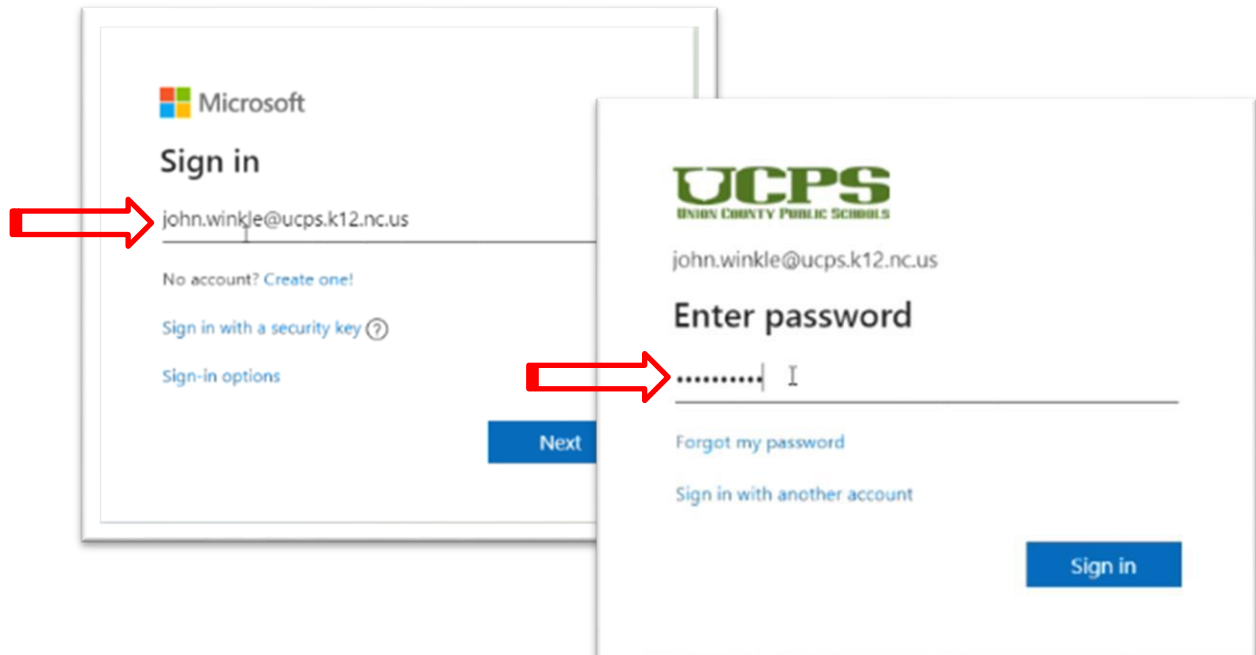 Microsoft
Sign in
john.winkle@ucps.k12.nc.us
No account? Create one!
Sign in with a security key
Sign-in options
Next
UCPS
UNION COUNTY PUBLIC SCHOOLS
john.winkle@ucps.k12.nc.us
Enter password
••••••••••
Forgot my password
Sign in with another account
Sign in